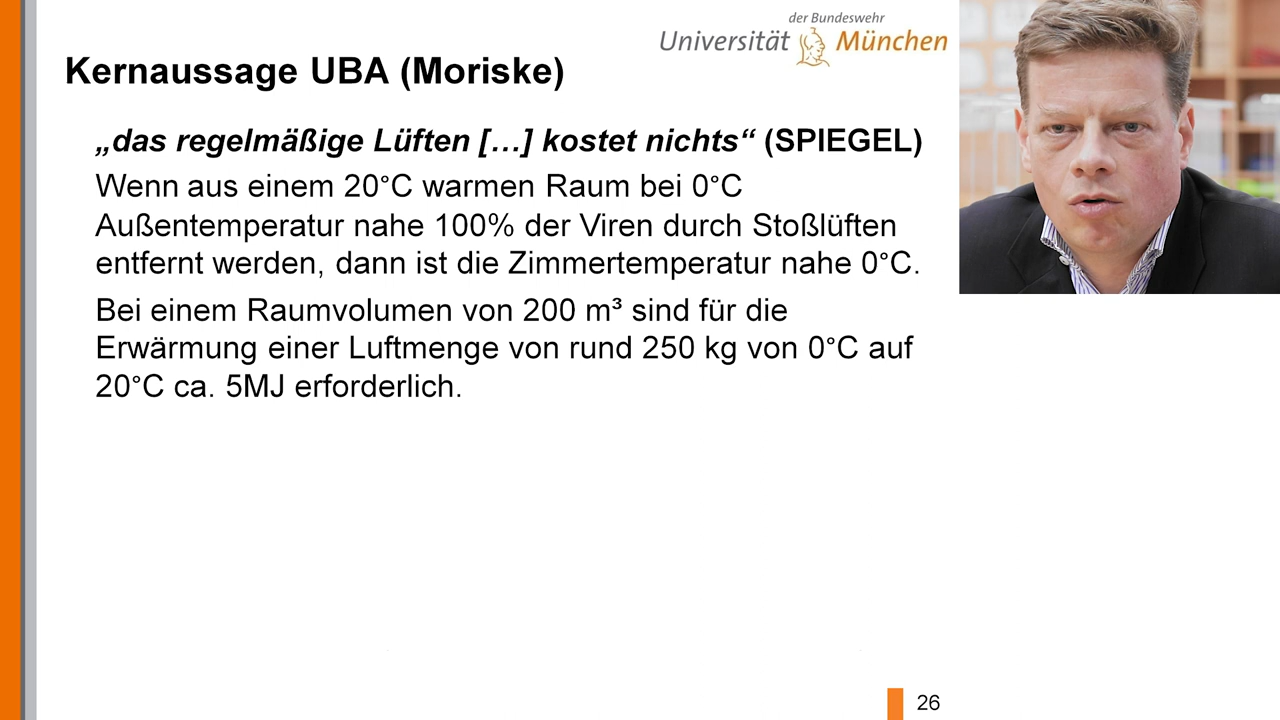 der Bundeswehr
Universität München
Kernaussage UBA (Moriske)
„das regelmäßige Lüften […] kostet nichts“ (SPIEGEL)
Wenn aus einem 20°C warmen Raum bei 0°C
Außentemperatur nahe 100% der Viren durch Stoßlüften
entfernt werden, dann ist die Zimmertemperatur nahe 0°C.
Bei einem Raumvolumen von 200 m³ sind für die
Erwärmung einer Luftmenge von rund 250 kg von 0°C auf
20°C ca. 5MJ erforderlich.
26